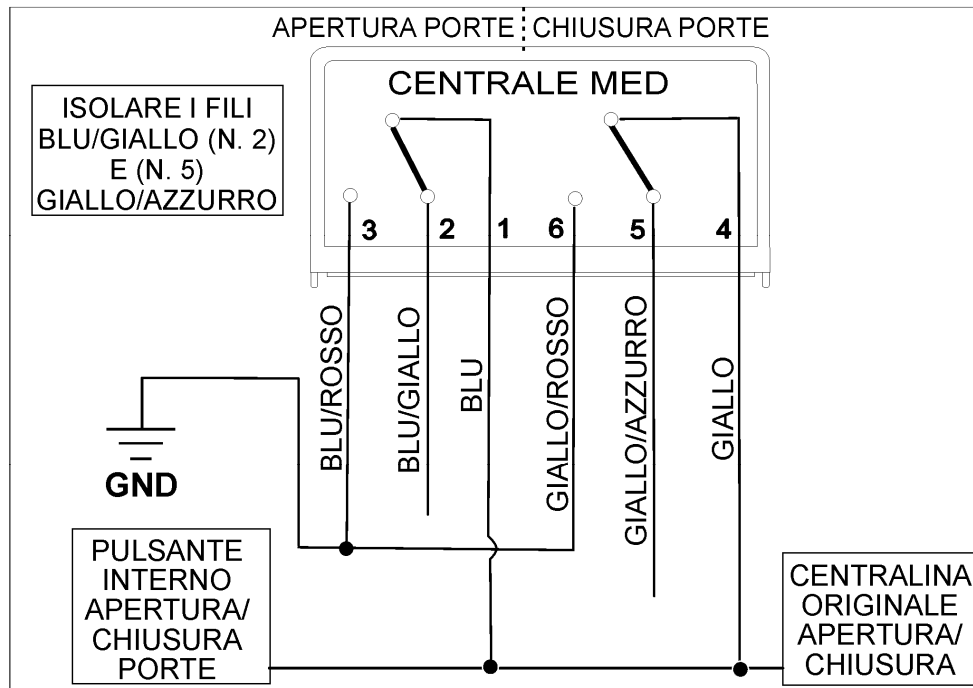 APERTURA PORTE CHIUSURA PORTE
CENTRALE MED
ISOLARE I FILI
BLU/GIALLO (N. 2)
E (N. 5)
GIALLO/AZZURRO
3 2 1 6 5 4
BLU/ROSSO
BLU/GIALLO
BLU
GIALLO/ROSSO
GIALLO/AZZURRO
GIALLO
GND
PULSANTE
INTERNO
APERTURA/
CHIUSURA
PORTE
CENTRALINA
ORIGINALE
APERTURA/
CHIUSURA